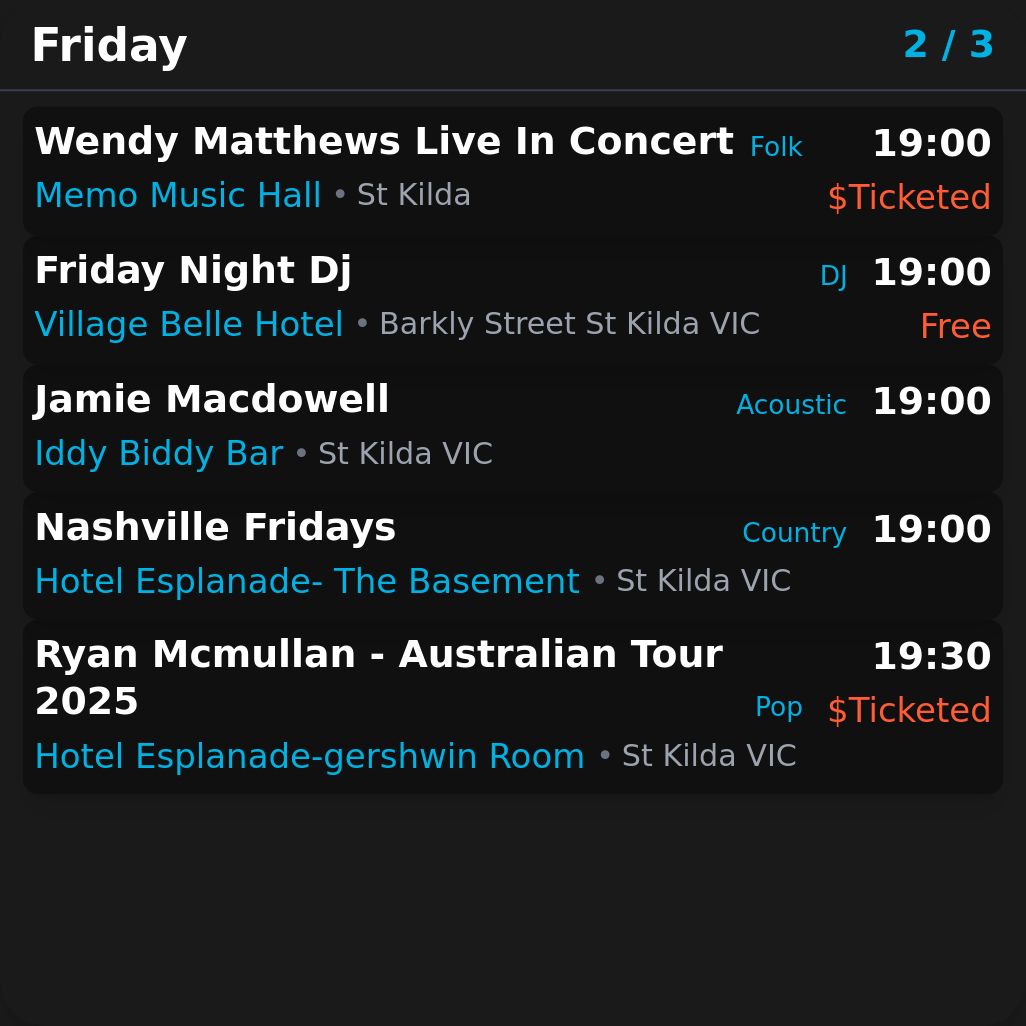 Friday 2 / 3
Wendy Matthews Live In Concert Folk 19:00
Memo Music Hall • St Kilda $Ticketed
Friday Night Dj DJ 19:00
Village Belle Hotel • Barkly Street St Kilda VIC Free
Jamie Macdowell Acoustic 19:00
Iddy Biddy Bar • St Kilda VIC
Nashville Fridays Country 19:00
Hotel Esplanade- The Basement • St Kilda VIC
Ryan Mcmullan - Australian Tour 19:30
2025 Pop $Ticketed
Hotel Esplanade-gershwin Room • St Kilda VIC